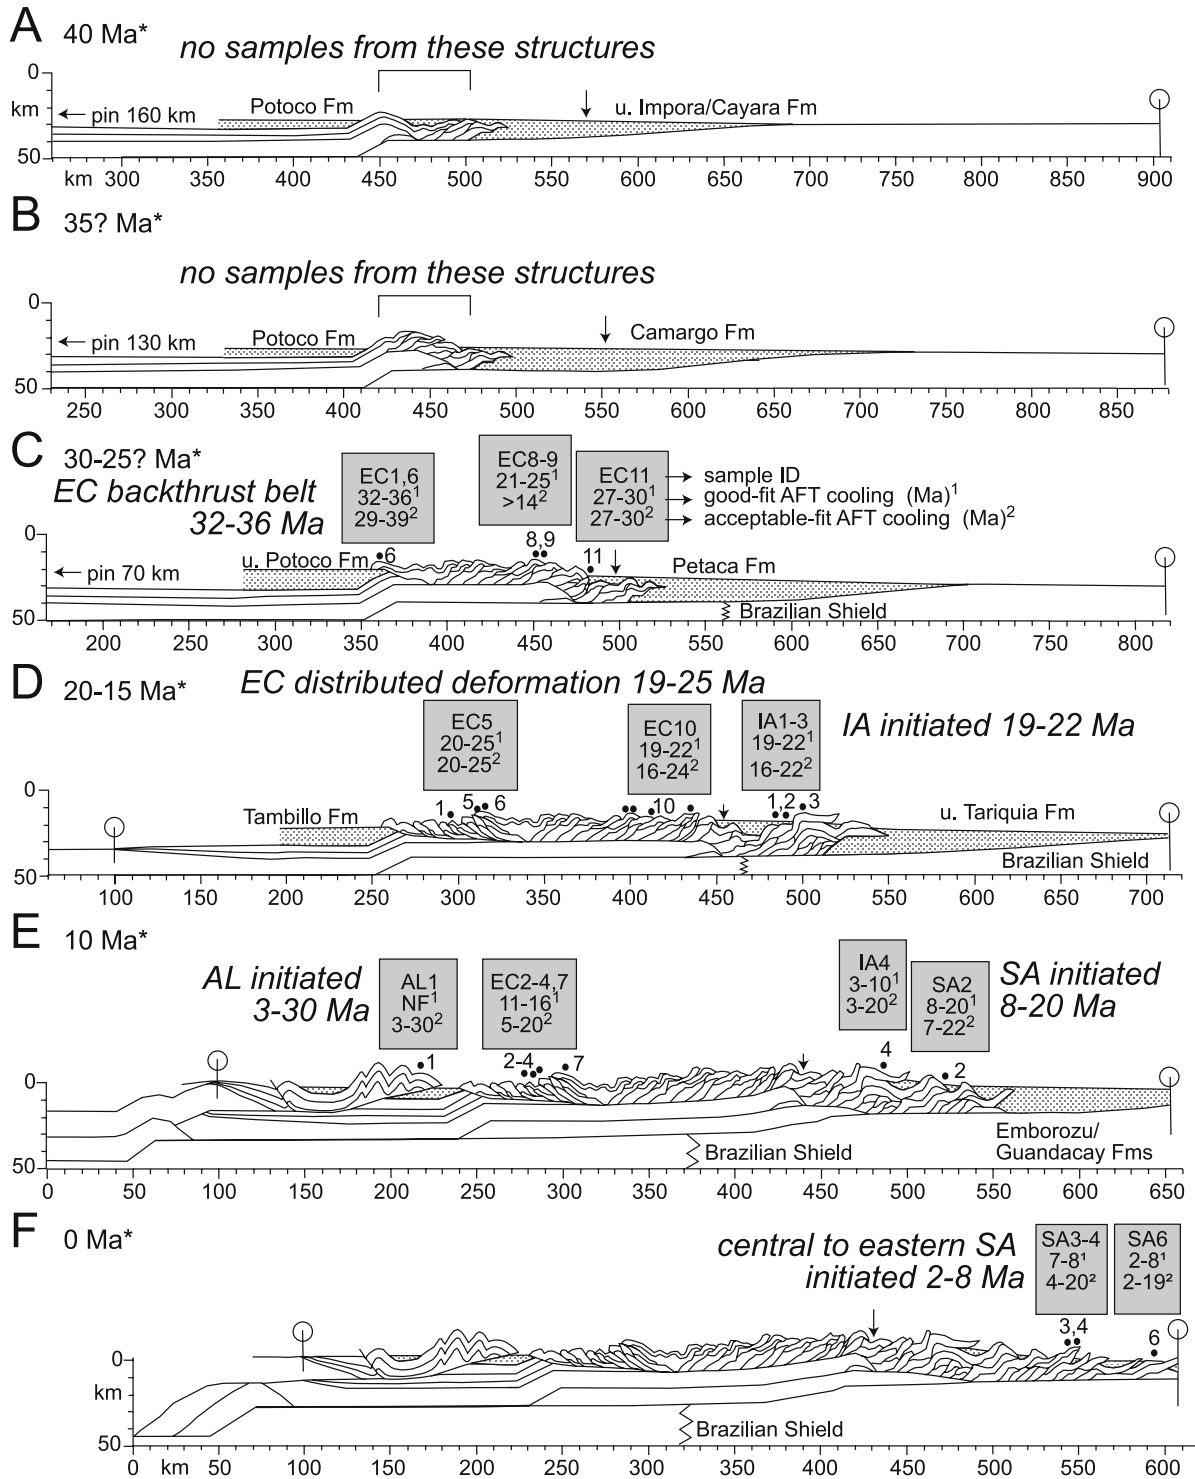 A 40 Ma*
no samples from these structures
0
km
50
← pin 160 km
Potoco Fm
u. Impora/Cayara Fm
km 300 350 400 450 500 550 600 650 700 750 800 850 900
B 35? Ma*
no samples from these structures
0
50
← pin 130 km
Potoco Fm
Camargo Fm
250 300 350 400 450 500 550 600 650 700 750 800 850
C 30-25? Ma*
EC backthrust belt
32-36 Ma
EC1,6
32-36¹
29-39²
EC8-9
21-25¹
>14²
EC11
27-30¹
27-30²
sample ID
good-fit AFT cooling (Ma)¹
acceptable-fit AFT cooling (Ma)²
6
8,9
11
0
50
← pin 70 km
u. Potoco Fm
Petaca Fm
Brazilian Shield
200 250 300 350 400 450 500 550 600 650 700 750 800
D 20-15 Ma*
EC distributed deformation 19-25 Ma
EC5
20-25¹
20-25²
EC10
19-22¹
16-24²
IA1-3
19-22¹
16-22²
IA initiated 19-22 Ma
0
50
Tambillo Fm
1 5 6
10
1,2 3
u. Tariquia Fm
Brazilian Shield
100 150 200 250 300 350 400 450 500 550 600 650 700
E 10 Ma*
AL initiated
3-30 Ma
AL1
NF¹
3-30²
EC2-4,7
11-16¹
5-20²
IA4
3-10¹
3-20²
SA2
8-20¹
7-22²
SA initiated
8-20 Ma
1
2-4
7
4
2
0
50
Brazilian Shield
Emborozu/
Guandacay Fms
0 50 100 150 200 250 300 350 400 450 500 550 600 650
F 0 Ma*
central to eastern SA
initiated 2-8 Ma
SA3-4
7-8¹
4-20²
SA6
2-8¹
2-19²
3,4
6
0
km
50
Brazilian Shield
0 km 50 100 150 200 250 300 350 400 450 500 550 600